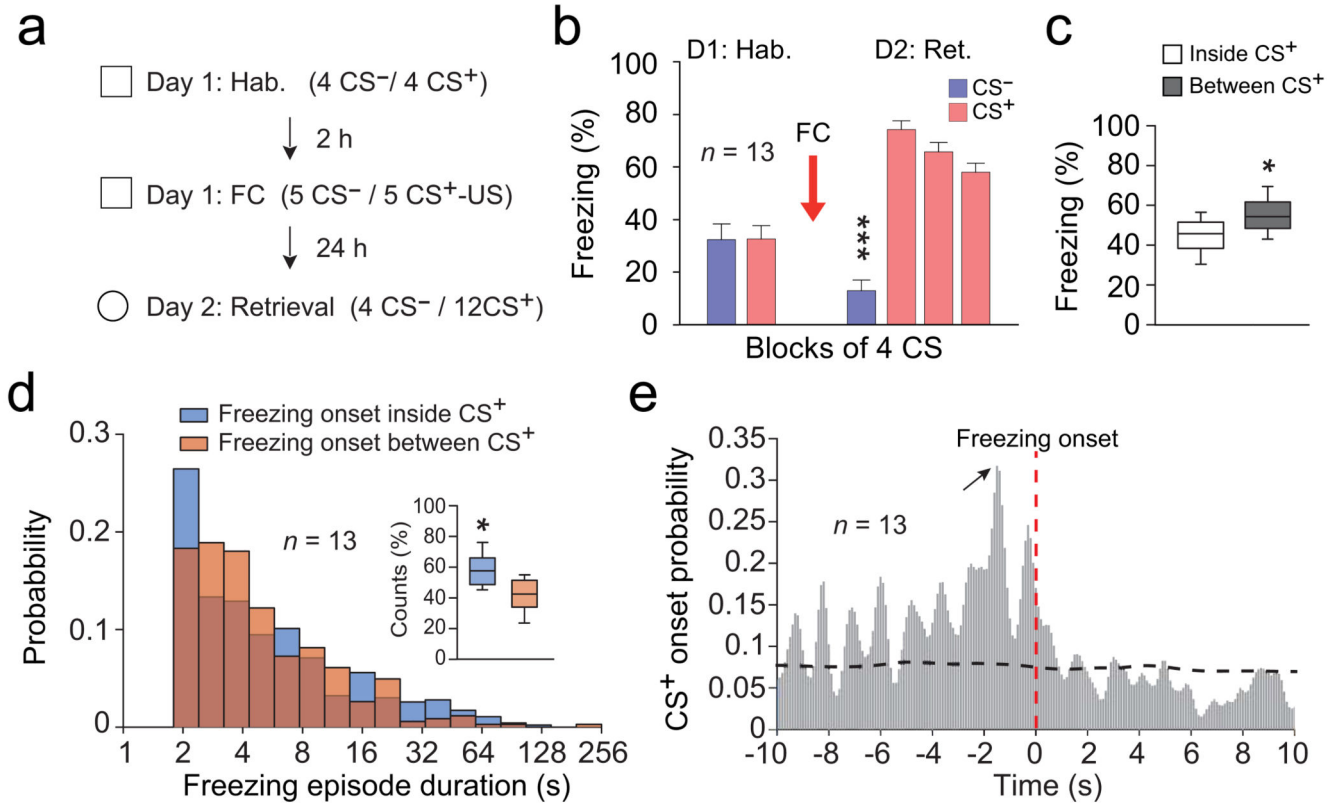 a
Day 1: Hab. (4 CS⁻/ 4 CS⁺)
2 h
Day 1: FC (5 CS⁻ / 5 CS⁺-US)
24 h
Day 2: Retrieval (4 CS⁻ / 12CS⁺)
b
D1: Hab.
D2: Ret.
CS⁻
CS⁺
n = 13
FC
***
Freezing (%)
100
80
60
40
20
0
Blocks of 4 CS
c
Inside CS⁺
Between CS⁺
Freezing (%)
100
80
60
40
20
0
*
d
Freezing onset inside CS⁺
Freezing onset between CS⁺
Probabbility
0.3
0.2
0.1
0
n = 13
Counts (%)
100
80
60
40
20
0
*
1 2 4 8 16 32 64 128 256
Freezing episode duration (s)
e
Freezing onset
n = 13
CS⁺ onset probability
0.35
0.3
0.25
0.2
0.15
0.1
0.05
0
-10 -8 -6 -4 -2 0 2 4 6 8 10
Time (s)